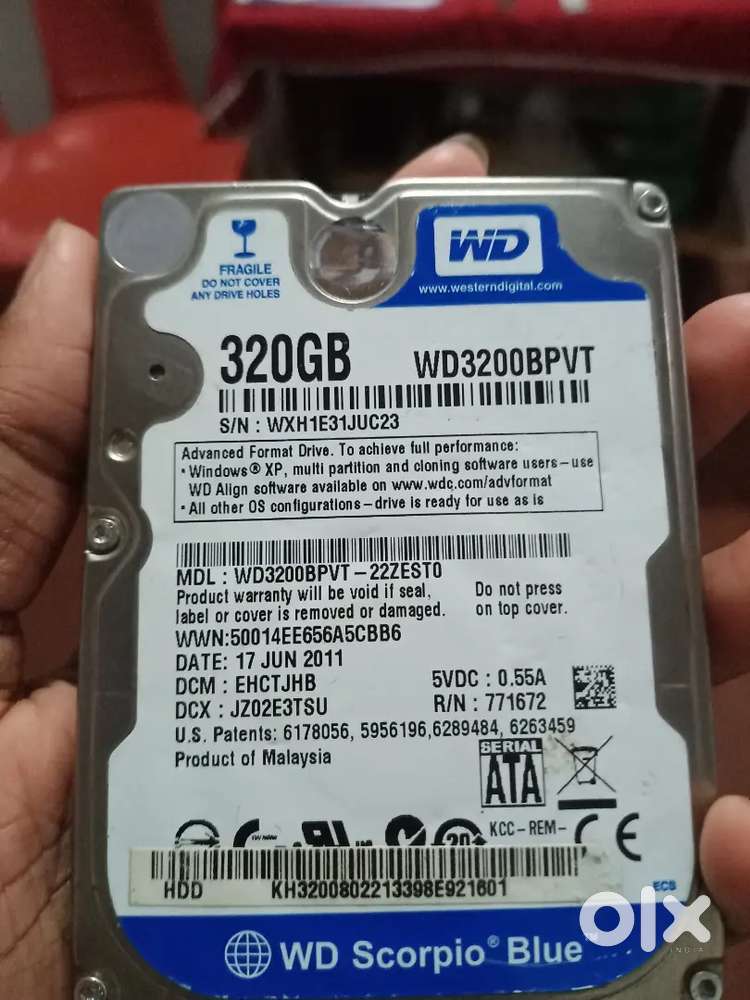 FRAGILE
DO NOT COVER
ANY DRIVE HOLES
WD
www.westerndigital.com
320GB WD3200BPVT
S/N : WXH1E31JUC23
Advanced Format Drive. To achieve full performance:
• Windows® XP, multi partition and cloning software users – use
WD Align software available on www.wdc.com/advformat
• All other OS configurations – drive is ready for use as is
MDL : WD3200BPVT – 22ZEST0
Product warranty will be void if seal, Do not press
label or cover is removed or damaged. on top cover.
WWN:50014EE656A5CBB6
DATE: 17 JUN 2011
DCM : EHCTJHB 5VDC : 0.55A
DCX : JZ02E3TSU R/N : 771672
U.S. Patents: 6178056, 5956196,6289484, 6263459
Product of Malaysia
SERIAL
ATA
20
KCC – REM –
CE
HDD KH3200802213398E921601
ECB
WD Scorpio® Blue™
olx
INDIA